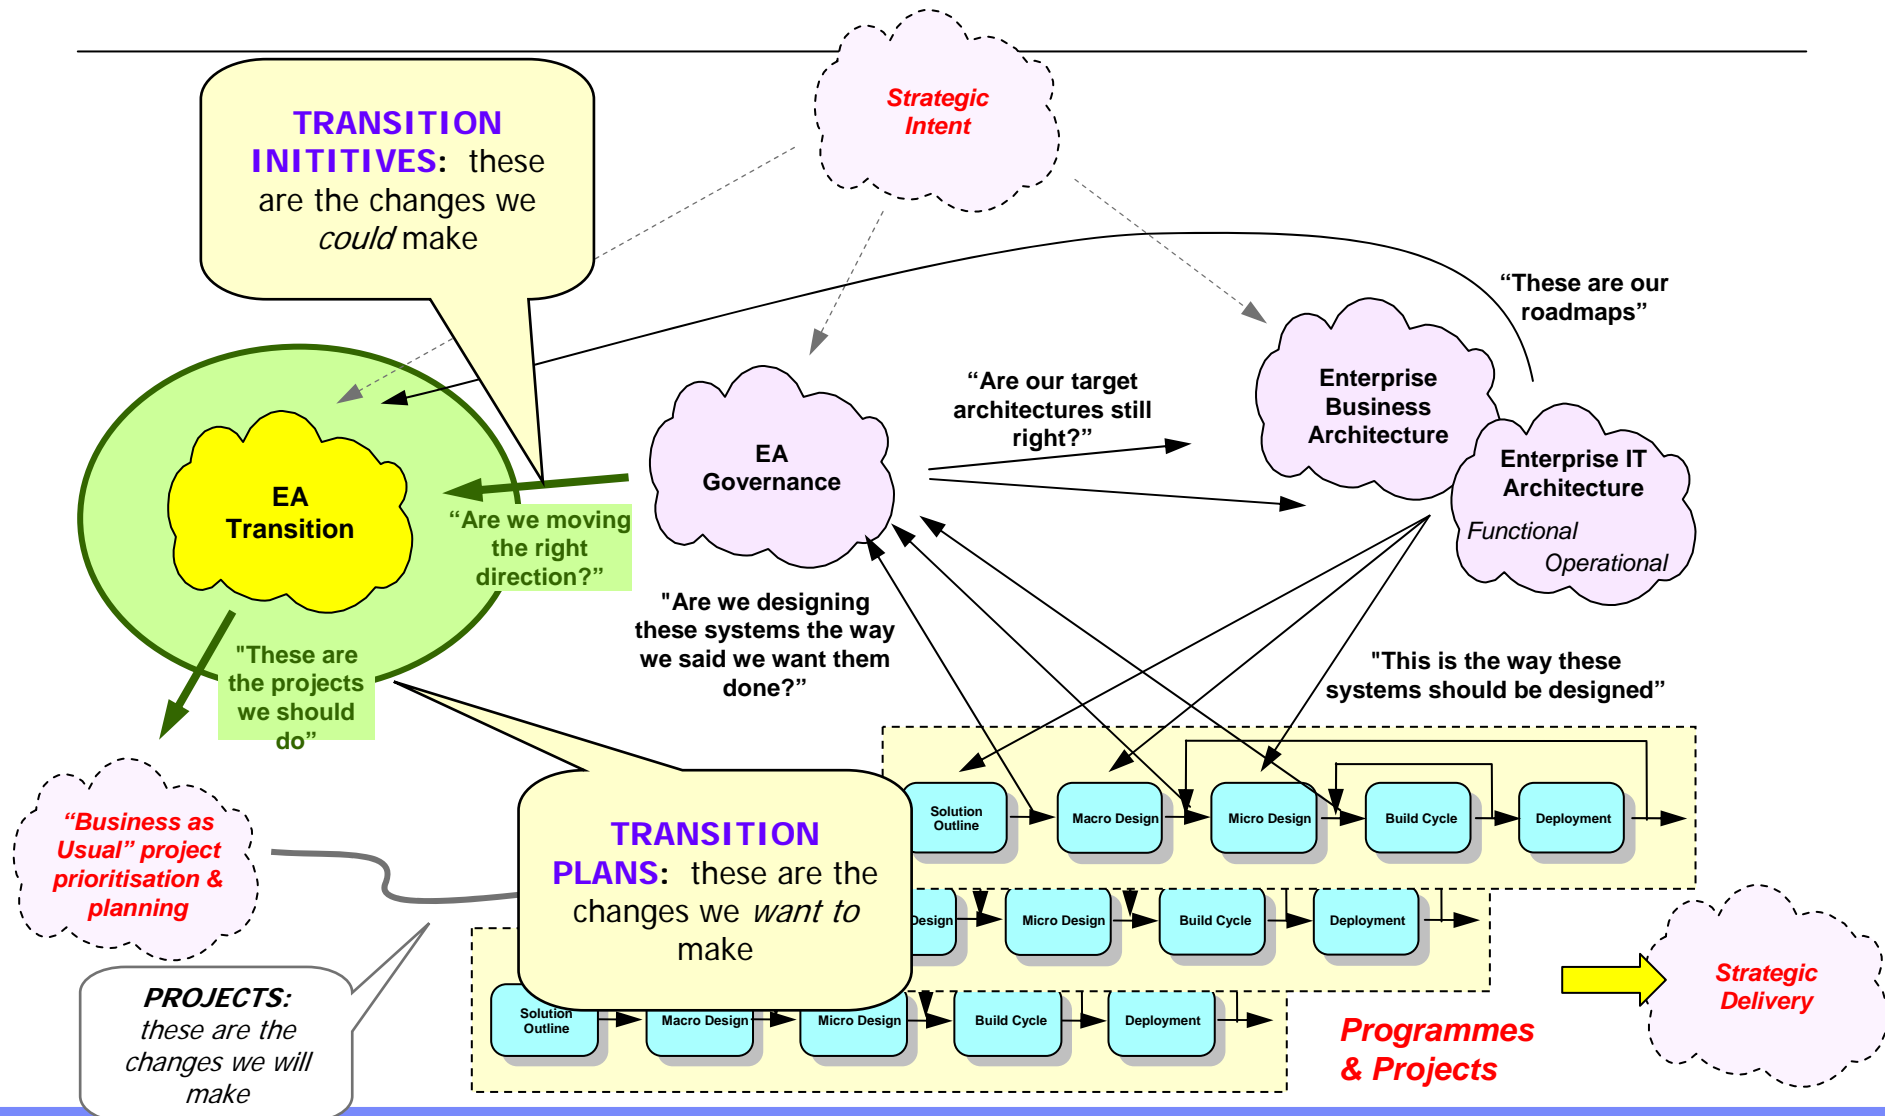 Strategic
Intent
TRANSITION
INITITIVES: these
are the changes we
could make
“These are our
roadmaps”
Enterprise
Business
Architecture
“Are our target
architectures still
right?”
EA
Governance
Enterprise IT
Architecture
Functional
Operational
EA
Transition
“Are we moving
the right
direction?”
"Are we designing
these systems the way
we said we want them
done?”
"These are
the projects
we should
do”
"This is the way these
systems should be designed”
“Business as
Usual” project
prioritisation &
planning
TRANSITION
PLANS: these are the
changes we want to
make
Solution
Outline
Macro Design
Micro Design
Build Cycle
Deployment
Design
Micro Design
Build Cycle
Deployment
Solution
Outline
Macro Design
Micro Design
Build Cycle
Deployment
PROJECTS:
these are the
changes we will
make
Programmes
& Projects
Strategic
Delivery